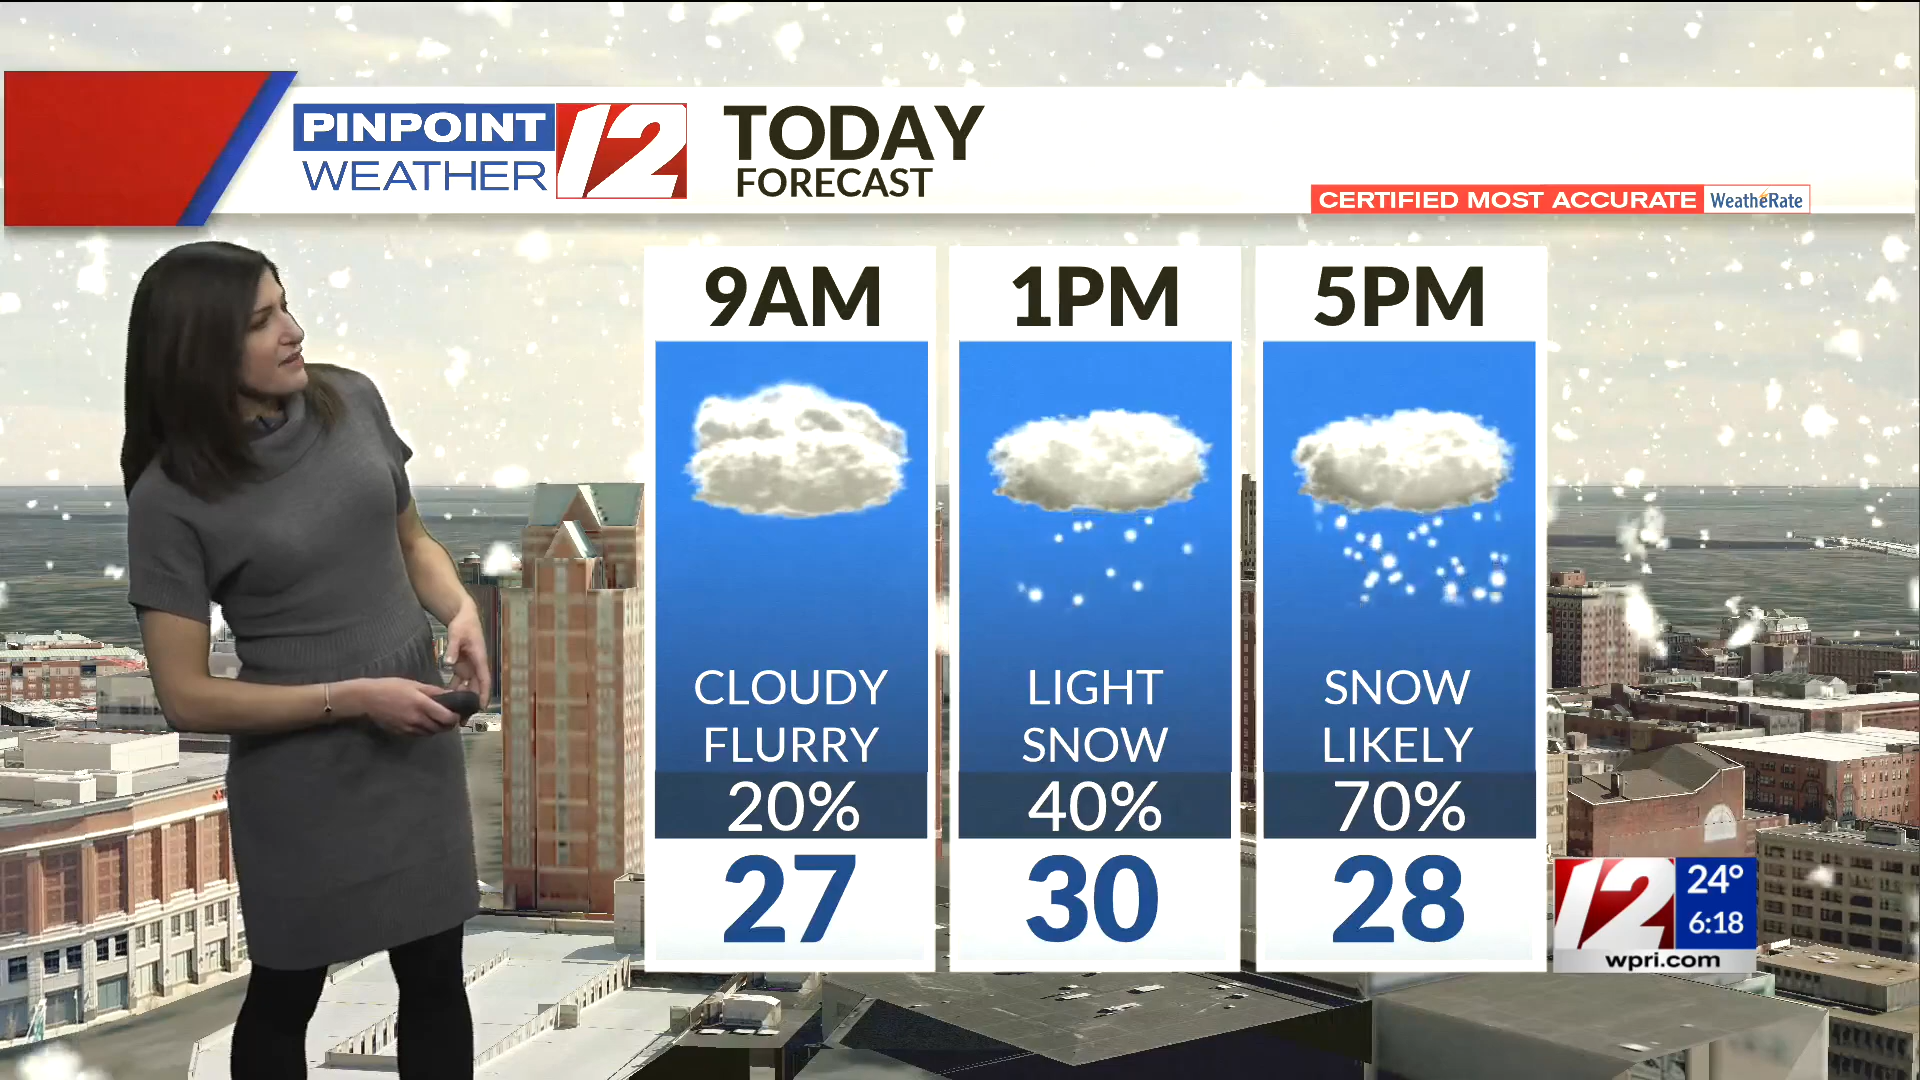 PINPOINT
WEATHER
12
TODAY
FORECAST
CERTIFIED MOST ACCURATE WeatheRate
9AM
CLOUDY
FLURRY
20%
27
1PM
LIGHT
SNOW
40%
30
5PM
SNOW
LIKELY
70%
28
12
24°
6:18
wpri.com